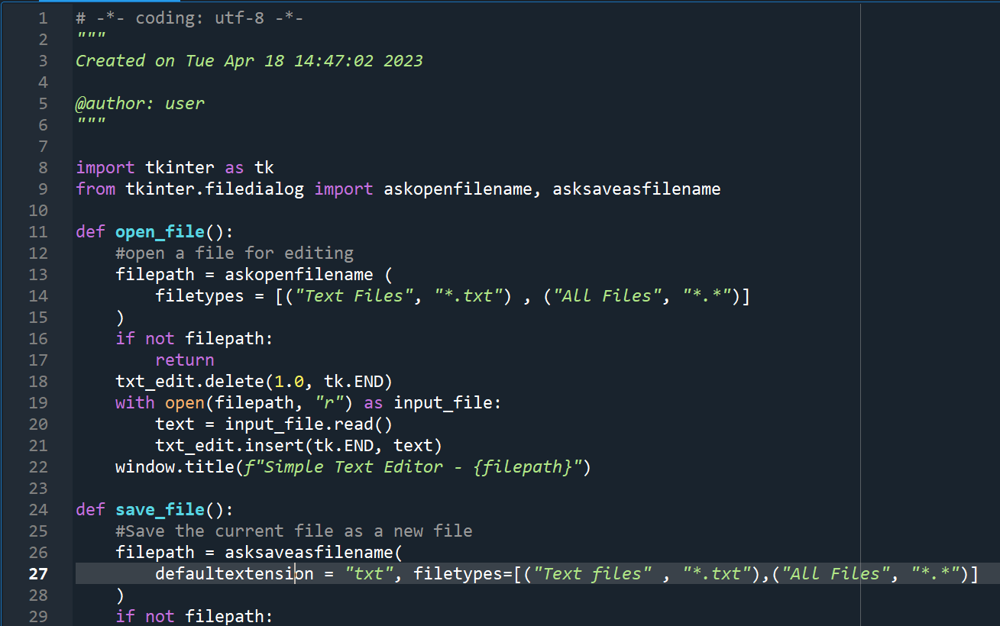 1 # -*- coding: utf-8 -*-
2 """
3 Created on Tue Apr 18 14:47:02 2023
4
5 @author: user
6 """
7
8 import tkinter as tk
9 from tkinter.filedialog import askopenfilename, asksaveasfilename
10
11 def open_file():
12     #open a file for editing
13     filepath = askopenfilename (
14         filetypes = [("Text Files", "*.txt") , ("All Files", "*.*")]
15     )
16     if not filepath:
17         return
18     txt_edit.delete(1.0, tk.END)
19     with open(filepath, "r") as input_file:
20         text = input_file.read()
21         txt_edit.insert(tk.END, text)
22     window.title(f"Simple Text Editor - {filepath}")
23
24 def save_file():
25     #Save the current file as a new file
26     filepath = asksaveasfilename(
27         defaultextension = "txt", filetypes=[("Text files" , "*.txt"),("All Files", "*.*")]
28     )
29     if not filepath: